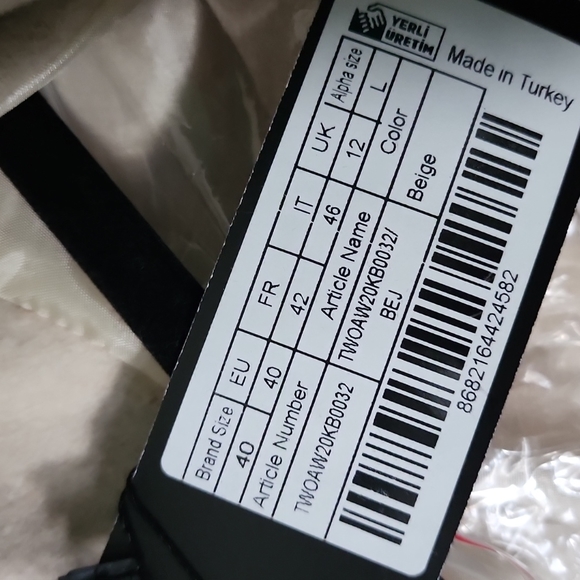 YERLİ
ÜRETİM
Made in Turkey
Brand Size EU FR IT UK Alpha size
40 40 42 46 12 L
Article Number Article Name Color
TWOAW20KB0032 TWOAW20KB0032/ Beige
BEJ
8682164424582